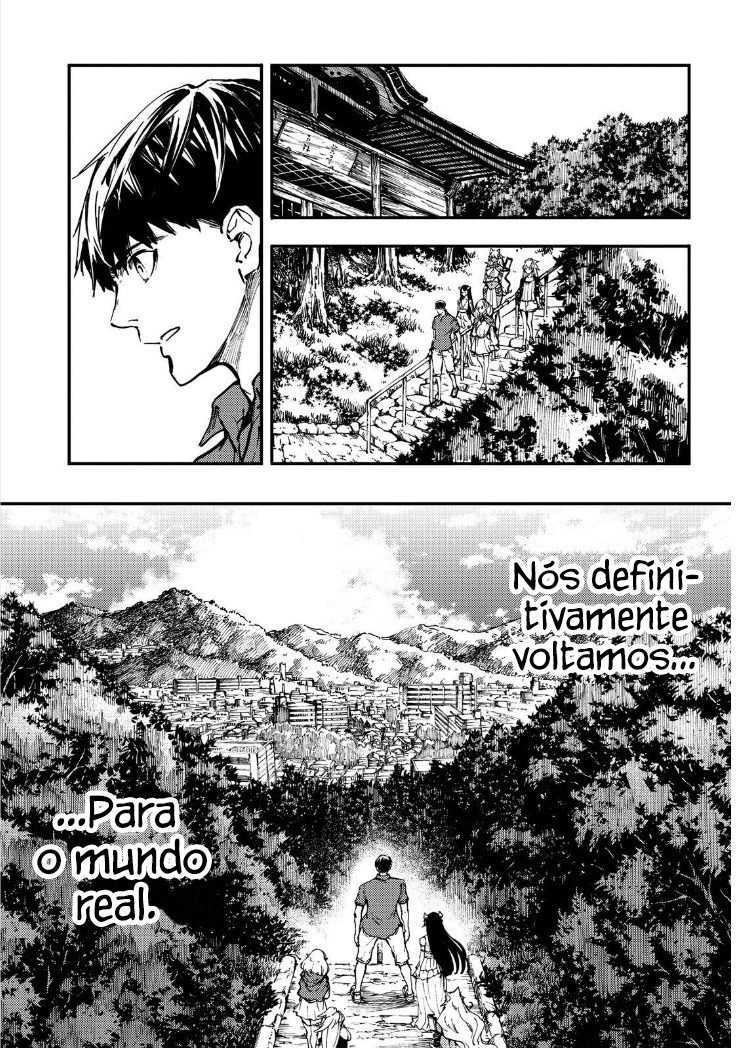 Nós defini-
tivamente
voltamos...
...Para
o mundo
real.